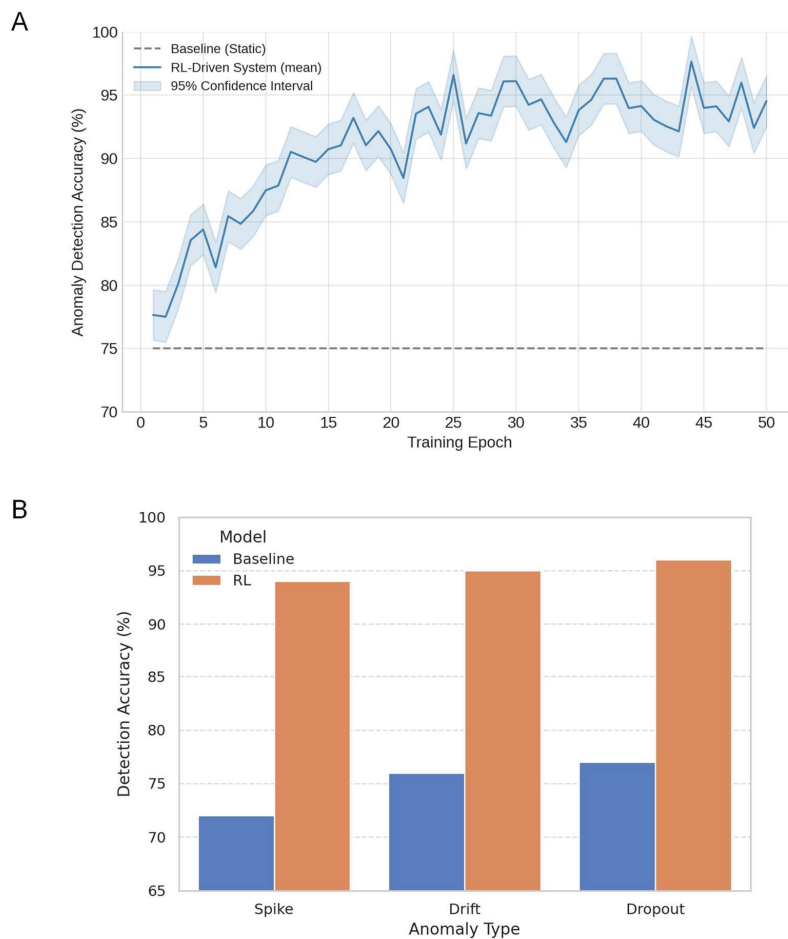 A
Anomaly Detection Accuracy (%)
100
95
90
85
80
75
70
Baseline (Static)
RL-Driven System (mean)
95% Confidence Interval
0 5 10 15 20 25 30 35 40 45 50
Training Epoch
B
Detection Accuracy (%)
100
95
90
85
80
75
70
65
Model
Baseline
RL
Spike Drift Dropout
Anomaly Type